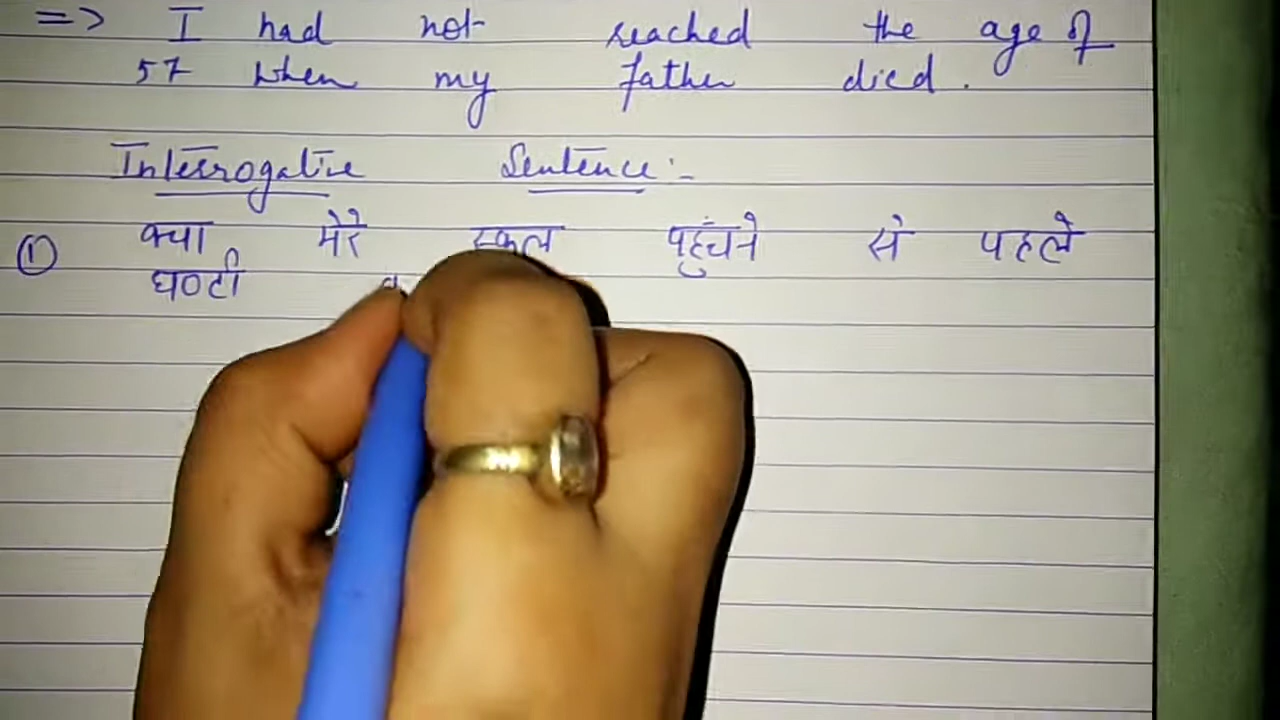 => I had not reached the age of
57 when my father died.
Interrogative Sentence :-
① क्या मेरे स्कूल पहुँचने से पहले
घण्टी